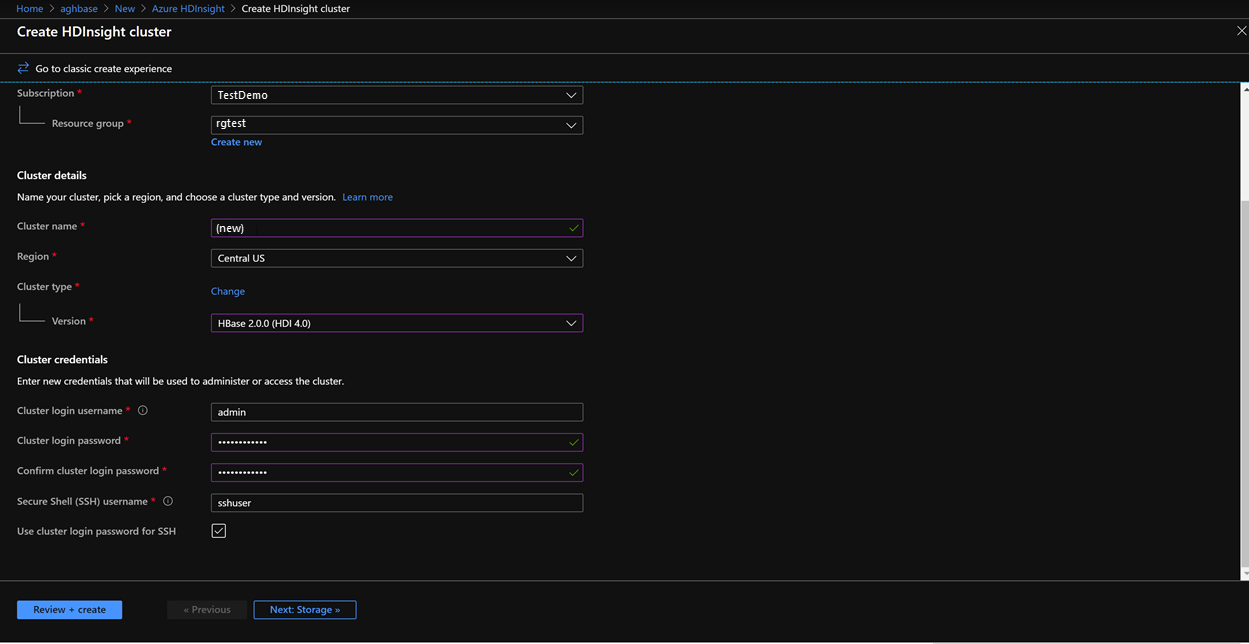 Home > aghbase > New > Azure HDInsight > Create HDInsight cluster
Create HDInsight cluster
Go to classic create experience
Subscription * TestDemo
Resource group * rgtest
Create new
Cluster details
Name your cluster, pick a region, and choose a cluster type and version. Learn more
Cluster name * (new)
Region * Central US
Cluster type * Change
Version * HBase 2.0.0 (HDI 4.0)
Cluster credentials
Enter new credentials that will be used to administer or access the cluster.
Cluster login username * admin
Cluster login password * ••••••••••••
Confirm cluster login password * ••••••••••••
Secure Shell (SSH) username * sshuser
Use cluster login password for SSH
Review + create « Previous Next: Storage »